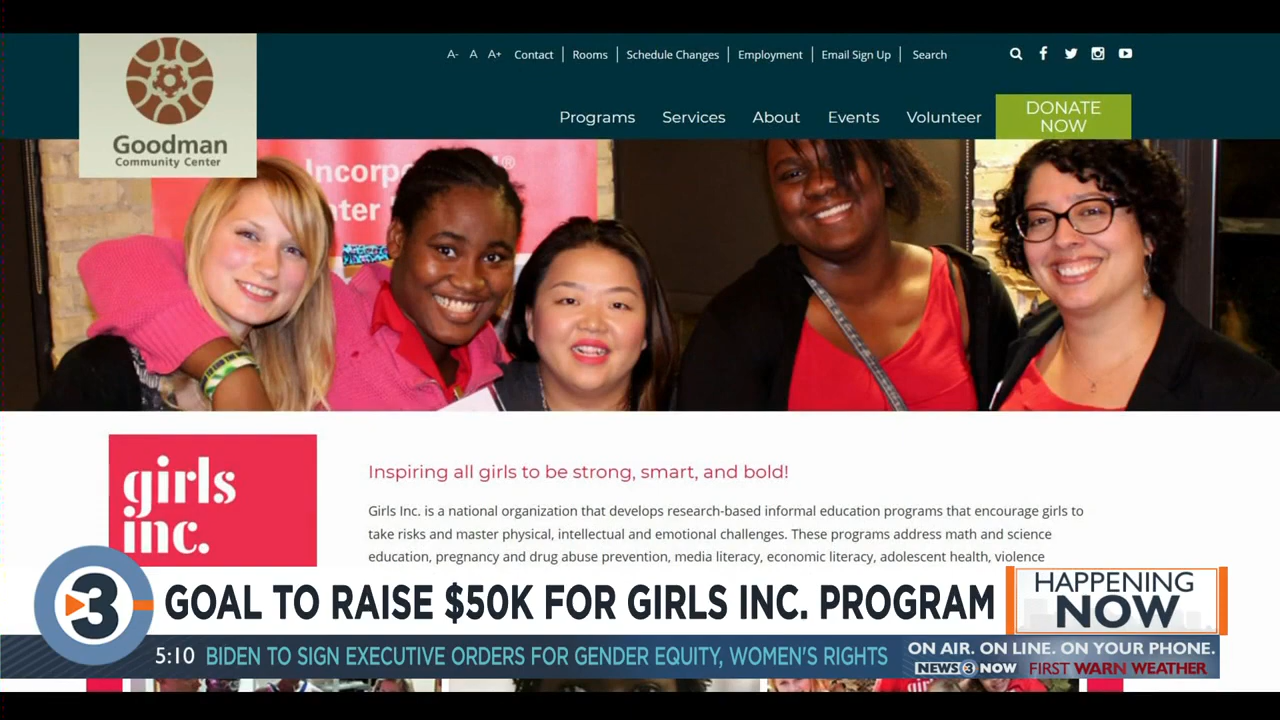 A- A A+ Contact Rooms Schedule Changes Employment Email Sign Up Search
Goodman
Community Center
Programs Services About Events Volunteer DONATE NOW
girls
inc.
Inspiring all girls to be strong, smart, and bold!
Girls Inc. is a national organization that develops research-based informal education programs that encourage girls to
take risks and master physical, intellectual and emotional challenges. These programs address math and science
education, pregnancy and drug abuse prevention, media literacy, economic literacy, adolescent health, violence
3 GOAL TO RAISE $50K FOR GIRLS INC. PROGRAM
HAPPENING
NOW
5:10 BIDEN TO SIGN EXECUTIVE ORDERS FOR GENDER EQUITY, WOMEN'S RIGHTS
ON AIR. ON LINE. ON YOUR PHONE.
NEWS 3 NOW FIRST WARN WEATHER